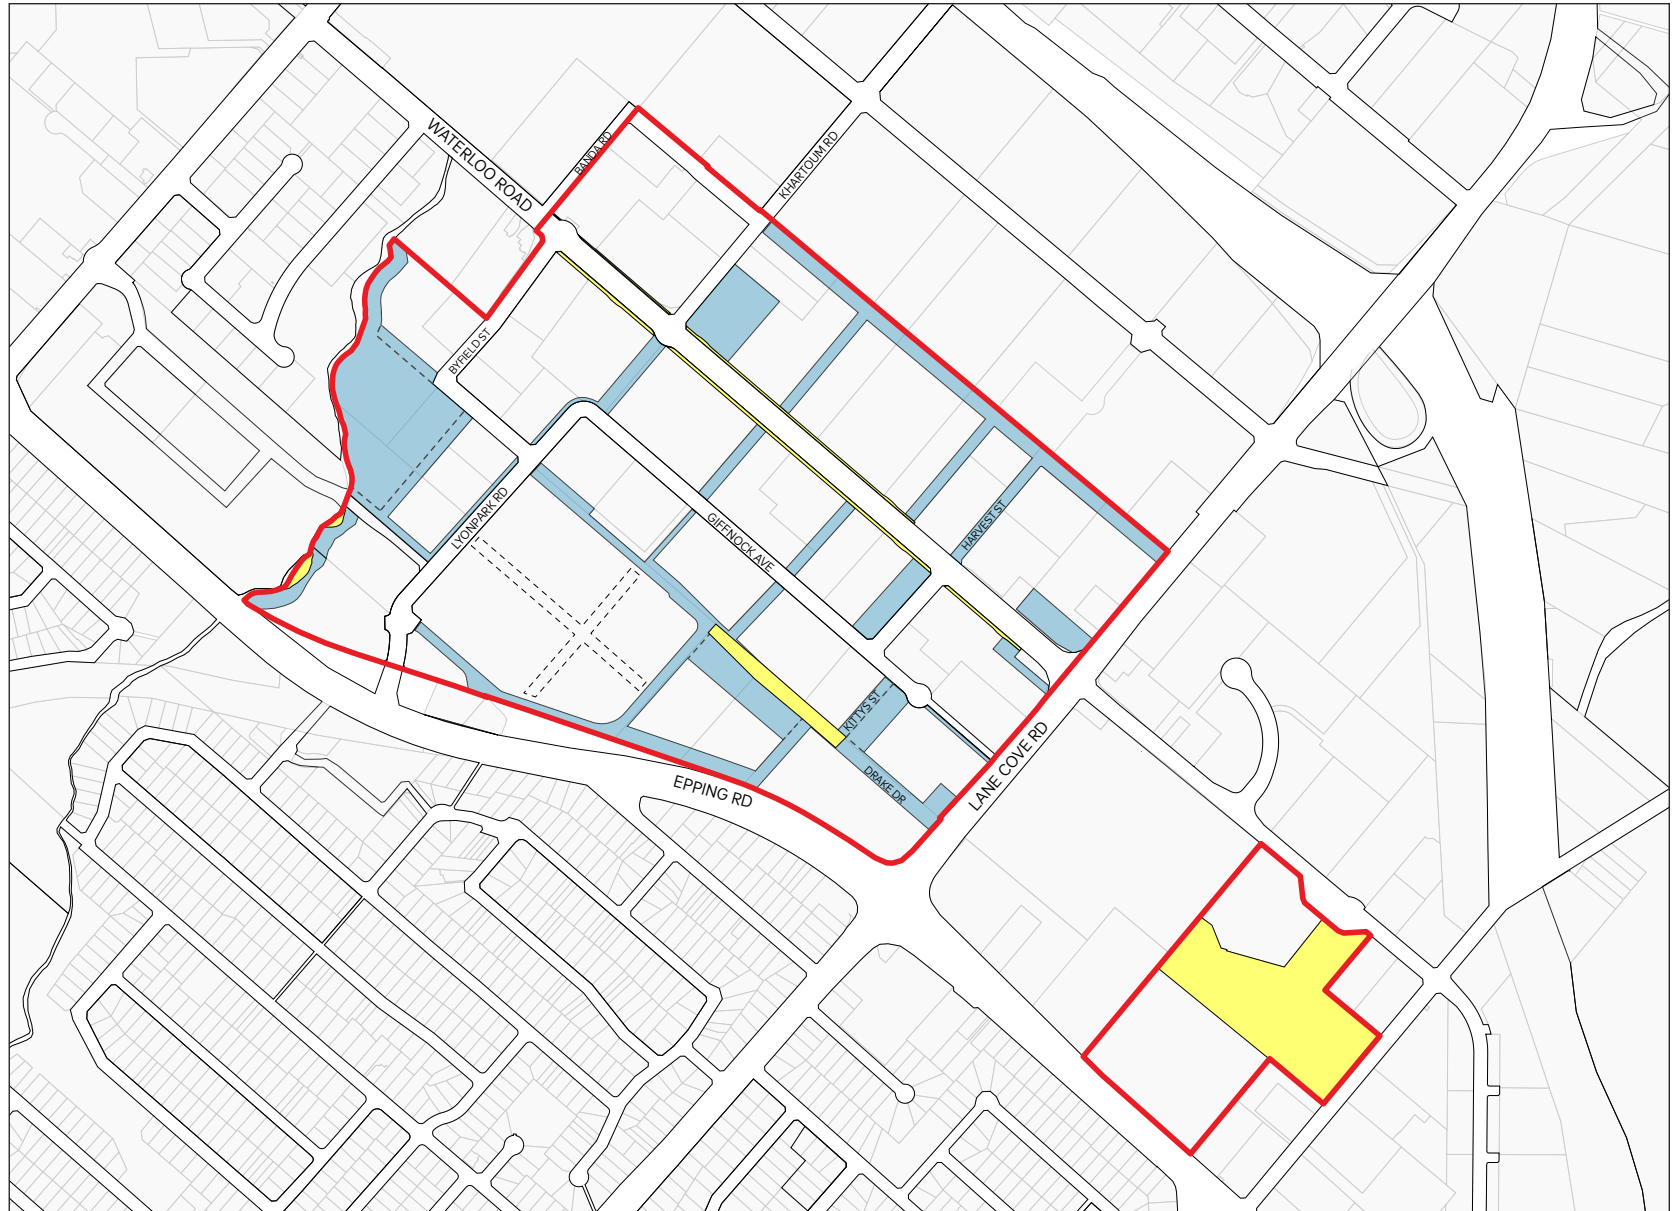 WATERLOO ROAD
BANDA RD
KHARTOUM RD
BYFIELD ST
LYONPARK RD
GIFFNOCK AVE
HARVEST ST
KITTYS ST
DRAKE DR
LANE COVE RD
EPPING RD